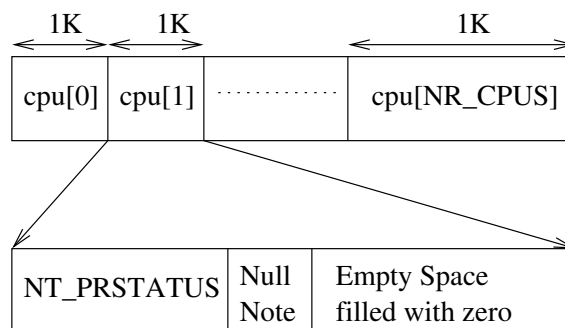 1K 1K 1K
cpu[0] cpu[1] cpu[NR_CPUS]
NT_PRSTATUS Null Empty Space
Note filled with zero